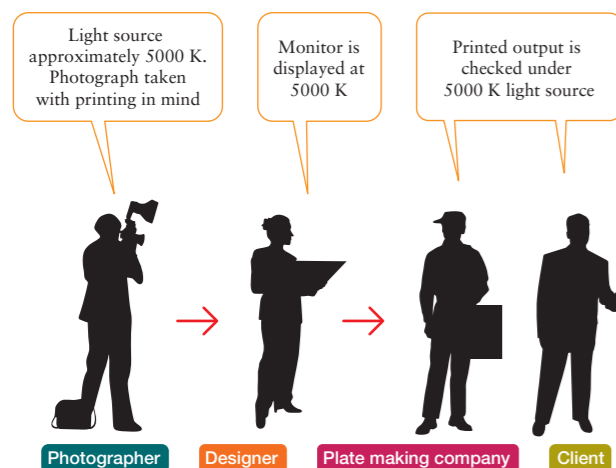 Light source
approximately 5000 K.
Photograph taken
with printing in mind
Monitor is
displayed at
5000 K
Printed output is
checked under
5000 K light source
Photographer
Designer
Plate making company
Client